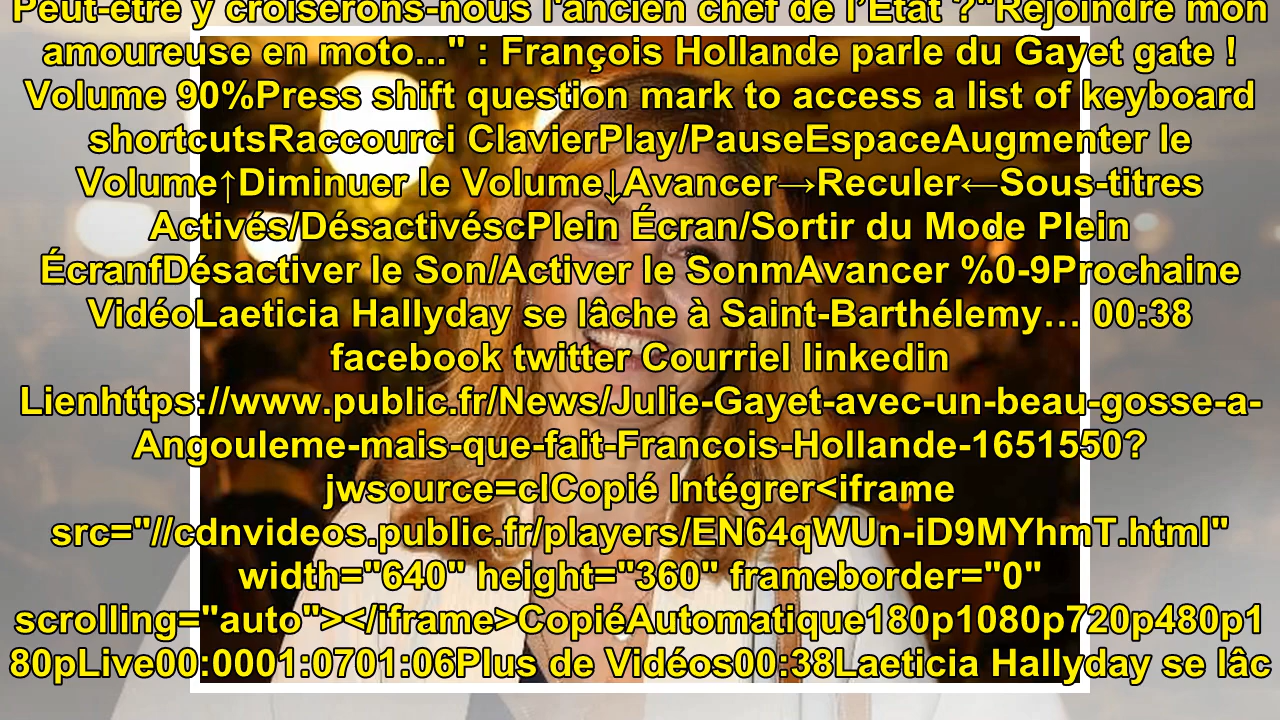 Peut-être y croiserons-nous l'ancien chef de l’État ?"Rejoindre mon
amoureuse en moto..." : François Hollande parle du Gayet gate !
Volume 90%Press shift question mark to access a list of keyboard
shortcutsRaccourci ClavierPlay/PauseEspaceAugmenter le
Volume↑Diminuer le Volume↓Avancer→Reculer←Sous-titres
Activés/DésactivéscPlein Écran/Sortir du Mode Plein
ÉcranfDésactiver le Son/Activer le SonmAvancer %0-9Prochaine
VidéoLaeticia Hallyday se lâche à Saint-Barthélemy… 00:38
facebook twitter Courriel linkedin
Lienhttps://www.public.fr/News/Julie-Gayet-avec-un-beau-gosse-a-
Angouleme-mais-que-fait-Francois-Hollande-1651550?
jwsource=clCopié Intégrer<iframe
src="//cdnvideos.public.fr/players/EN64qWUn-iD9MYhmT.html"
width="640" height="360" frameborder="0"
scrolling="auto"></iframe>CopiéAutomatique180p1080p720p480p1
80pLive00:0001:0701:06Plus de Vidéos00:38Laeticia Hallyday se lâc